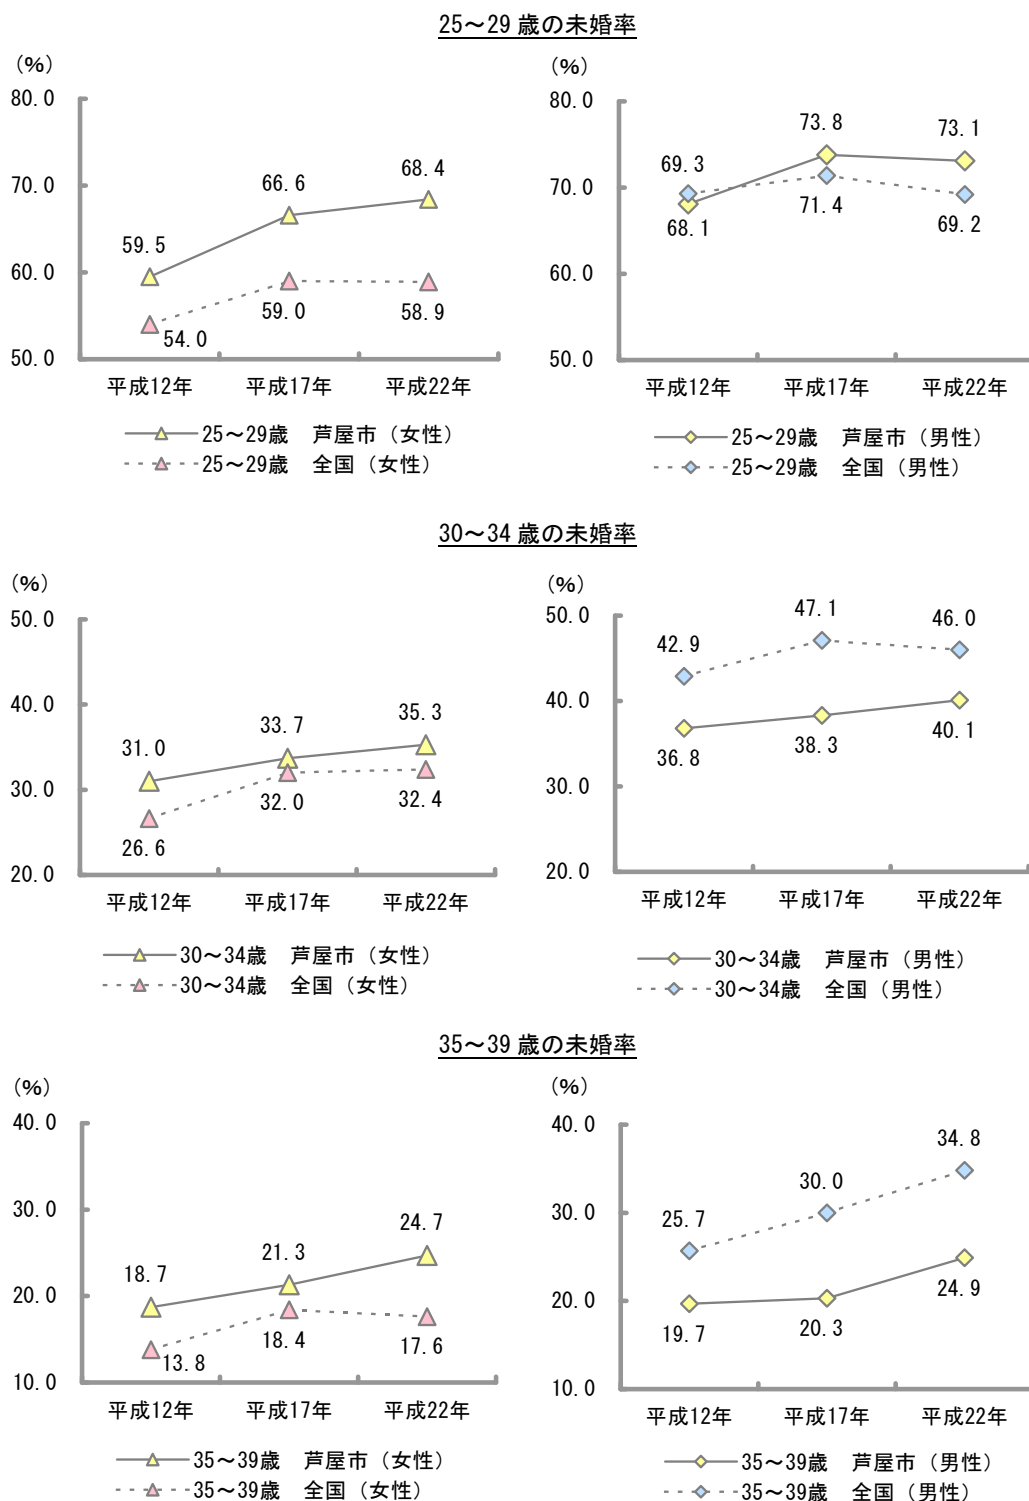 25～29 歳の未婚率
(%)
80.0
70.0
60.0
50.0
59.5
66.6
68.4
54.0
59.0
58.9
平成12年
平成17年
平成22年
25～29歳　芦屋市（女性）
25～29歳　全国（女性）
(%)
80.0
70.0
60.0
50.0
69.3
73.8
73.1
68.1
71.4
69.2
平成12年
平成17年
平成22年
25～29歳　芦屋市（男性）
25～29歳　全国（男性）
30～34 歳の未婚率
(%)
50.0
40.0
30.0
20.0
31.0
33.7
35.3
26.6
32.0
32.4
平成12年
平成17年
平成22年
30～34歳　芦屋市（女性）
30～34歳　全国（女性）
(%)
50.0
40.0
30.0
20.0
42.9
47.1
46.0
36.8
38.3
40.1
平成12年
平成17年
平成22年
30～34歳　芦屋市（男性）
30～34歳　全国（男性）
35～39 歳の未婚率
(%)
40.0
30.0
20.0
10.0
18.7
21.3
24.7
13.8
18.4
17.6
平成12年
平成17年
平成22年
35～39歳　芦屋市（女性）
35～39歳　全国（女性）
(%)
40.0
30.0
20.0
10.0
25.7
30.0
34.8
19.7
20.3
24.9
平成12年
平成17年
平成22年
35～39歳　芦屋市（男性）
35～39歳　全国（男性）